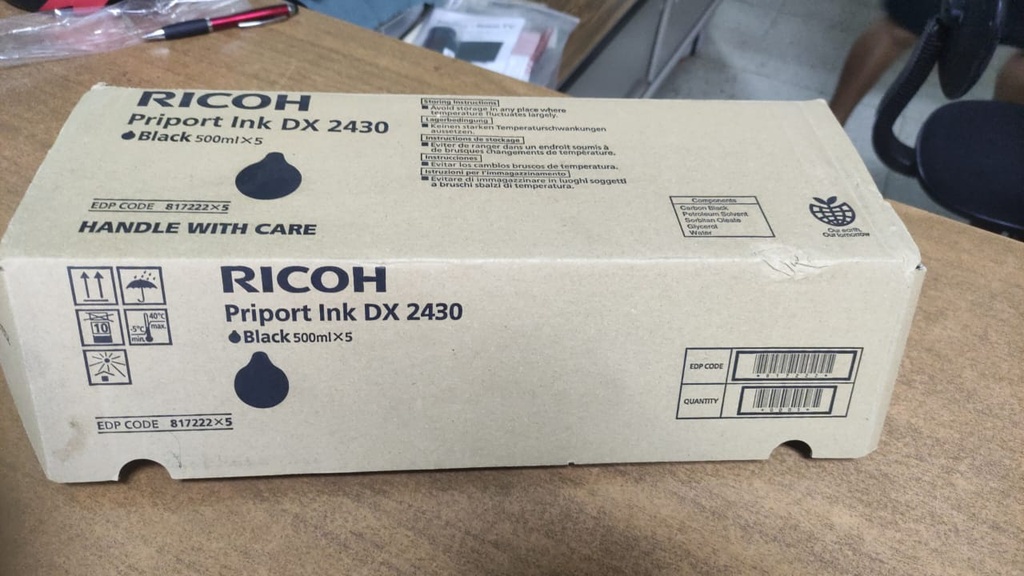 RICOH
Priport Ink DX 2430
Black 500ml×5
EDP CODE 817222×5
HANDLE WITH CARE
Storing Instructions
Avoid storage in any place where
temperature fluctuates largely.
Lagerbedingung
Keinen starken Temperaturschwankungen
aussetzen.
Instructions de stockage
Eviter de ranger dans un endroit soumis à
de brusques changements de température.
Instrucciones
Evitar los cambios bruscos de temperatura.
Istruzioni per l'immagazzinamento
Evitare di immagazzinare in luoghi soggetti
a bruschi sbalzi di temperatura.
Components
Carbon Black
Petroleum Solvent
Sorbitan Oleate
Glycerol
Water
Our earth,
Our tomorrow
10
-5°C
min.
40°C
max.
RICOH
Priport Ink DX 2430
Black 500ml×5
EDP CODE 817222×5
EDP CODE
QUANTITY